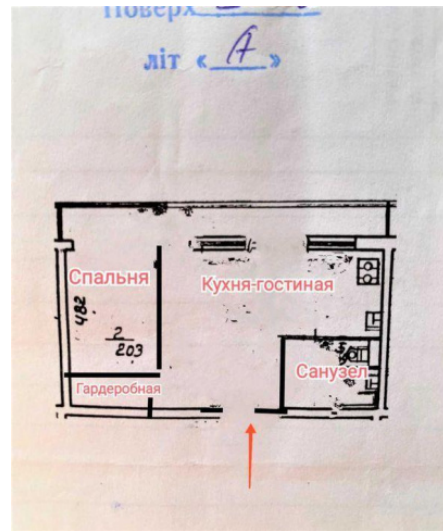 Поверх
літ « А »
Спальня
Кухня-гостиная
482
2
203
Санузел
Гардеробная